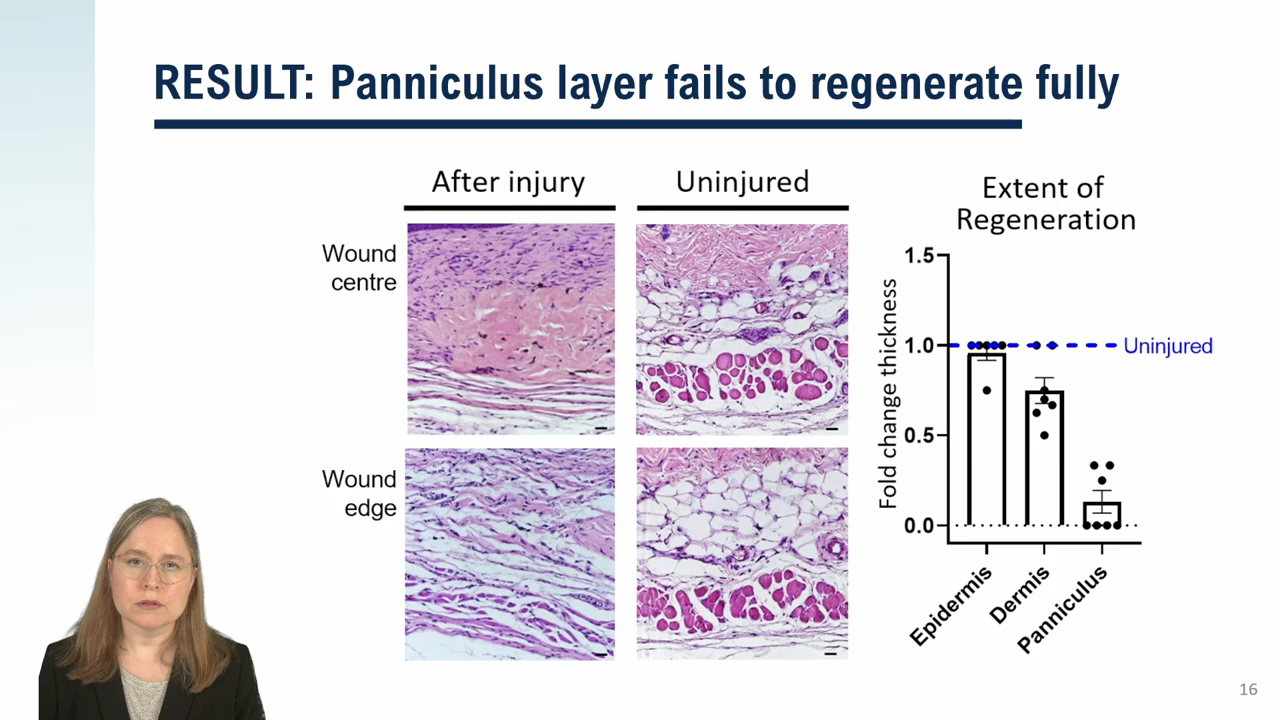 RESULT: Panniculus layer fails to regenerate fully
After injury
Uninjured
Wound
centre
Wound
edge
Extent of
Regeneration
Fold change thickness
1.5
1.0
0.5
0.0
Uninjured
Epidermis
Dermis
Panniculus
16